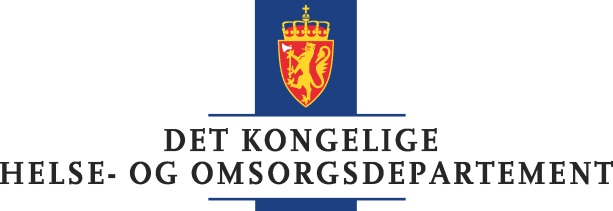 DET KONGELIGE
HELSE- OG OMSORGSDEPARTEMENT